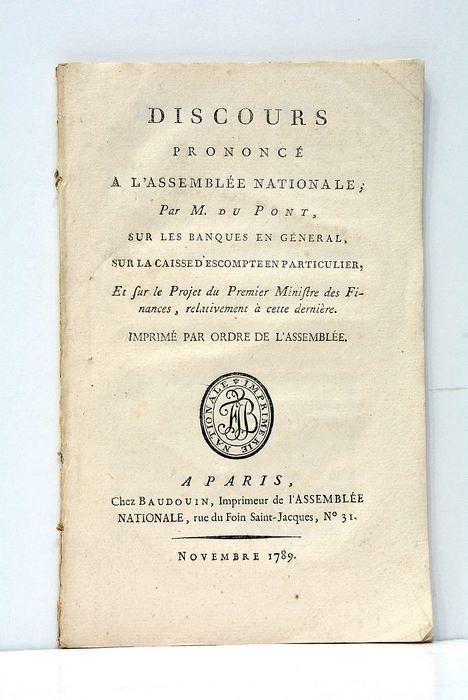 DISCOURS
PRONONCÉ
A L'ASSEMBLÉE NATIONALE;
Par M. DU PONT,
SUR LES BANQUES EN GÉNERAL,
SUR LA CAISSE D'ESCOMPTE EN PARTICULIER,
Et ſur le Projet du Premier Miniſtre des Fi-
nances, relativement à cette dernière.
IMPRIMÉ PAR ORDRE DE L'ASSEMBLÉE.
IMPRIMERIE NATIONALE
FJB
A PARIS,
Chez BAUDOUIN, Imprimeur de l'ASSEMBLÉE
NATIONALE, rue du Foin Saint-Jacques, N° 31.
NOVEMBRE 1789.